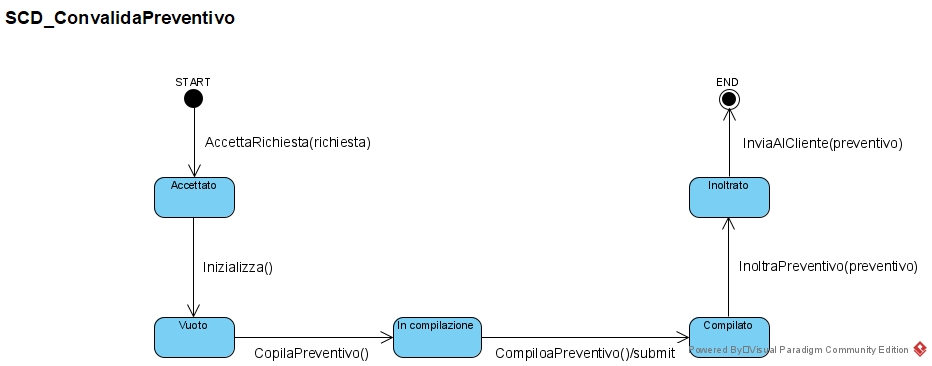 SCD_ConvalidaPreventivo
START
END
AccettaRichiesta(richiesta)
InviaAlCliente(preventivo)
Accettato
Inoltrato
Inizializza()
InoltraPreventivo(preventivo)
Vuoto
In compilazione
Compilato
CopilaPreventivo()
CompiloaPreventivo()/submit
Powered By□Visual Paradigm Community Edition